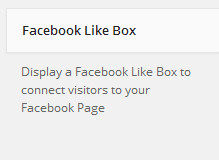 Facebook Like Box
Display a Facebook Like Box to
connect visitors to your
Facebook Page